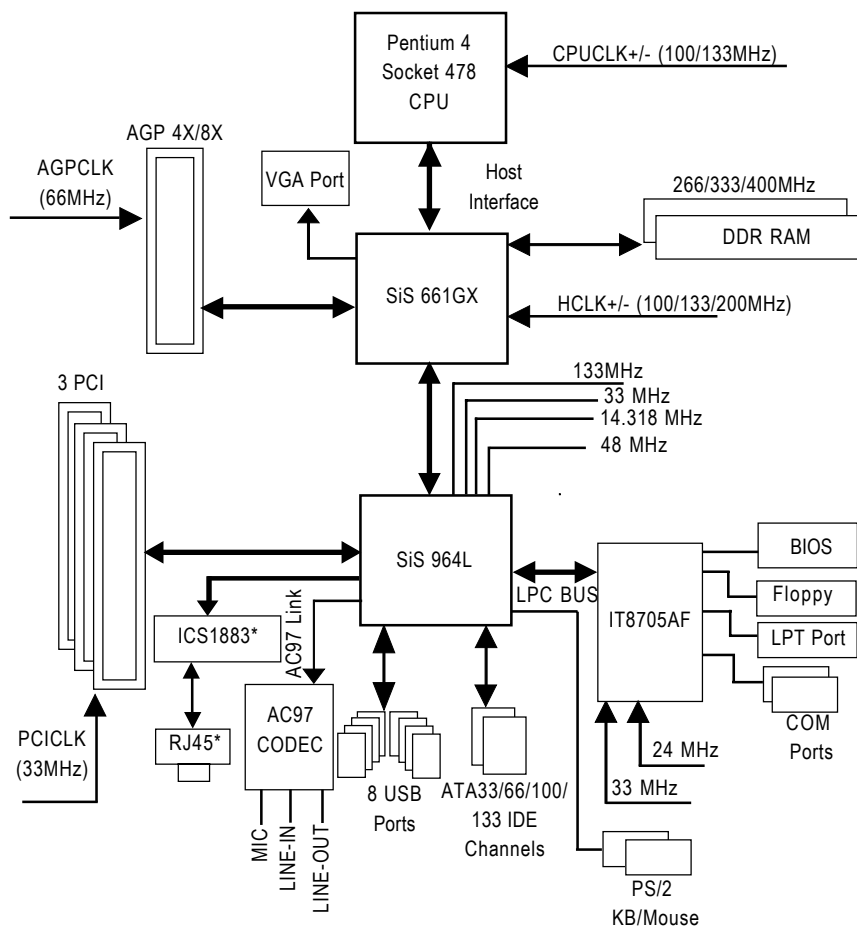 Pentium 4
Socket 478
CPU
CPUCLK+/- (100/133MHz)
AGP 4X/8X
AGPCLK
(66MHz)
VGA Port
Host
Interface
266/333/400MHz
DDR RAM
SiS 661GX
HCLK+/- (100/133/200MHz)
133MHz
33 MHz
14.318 MHz
48 MHz
3 PCI
SiS 964L
LPC BUS
IT8705AF
BIOS
Floppy
LPT Port
COM
Ports
ICS1883*
AC97 Link
RJ45*
AC97
CODEC
PCICLK
(33MHz)
8 USB
Ports
ATA33/66/100/
133 IDE
Channels
24 MHz
33 MHz
MIC
LINE-IN
LINE-OUT
PS/2
KB/Mouse